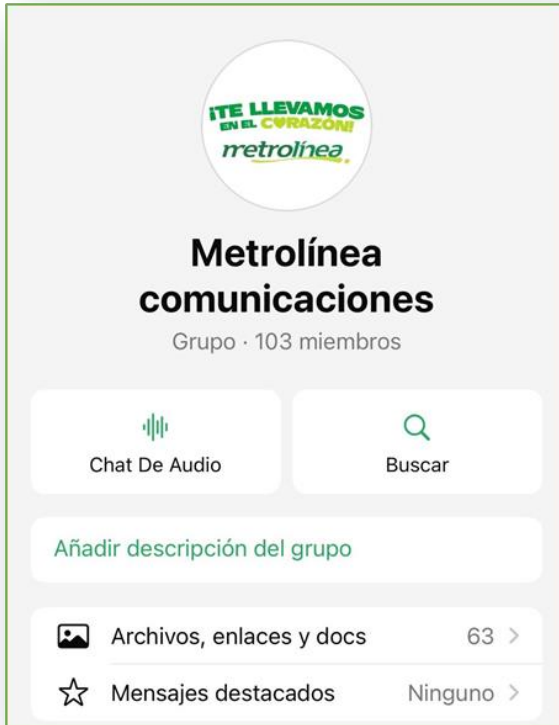 ¡TE LLEVAMOS
EN EL CORAZÓN!
metrolínea
Metrolínea
comunicaciones
Grupo · 103 miembros
Chat De Audio
Buscar
Añadir descripción del grupo
Archivos, enlaces y docs 63
Mensajes destacados Ninguno